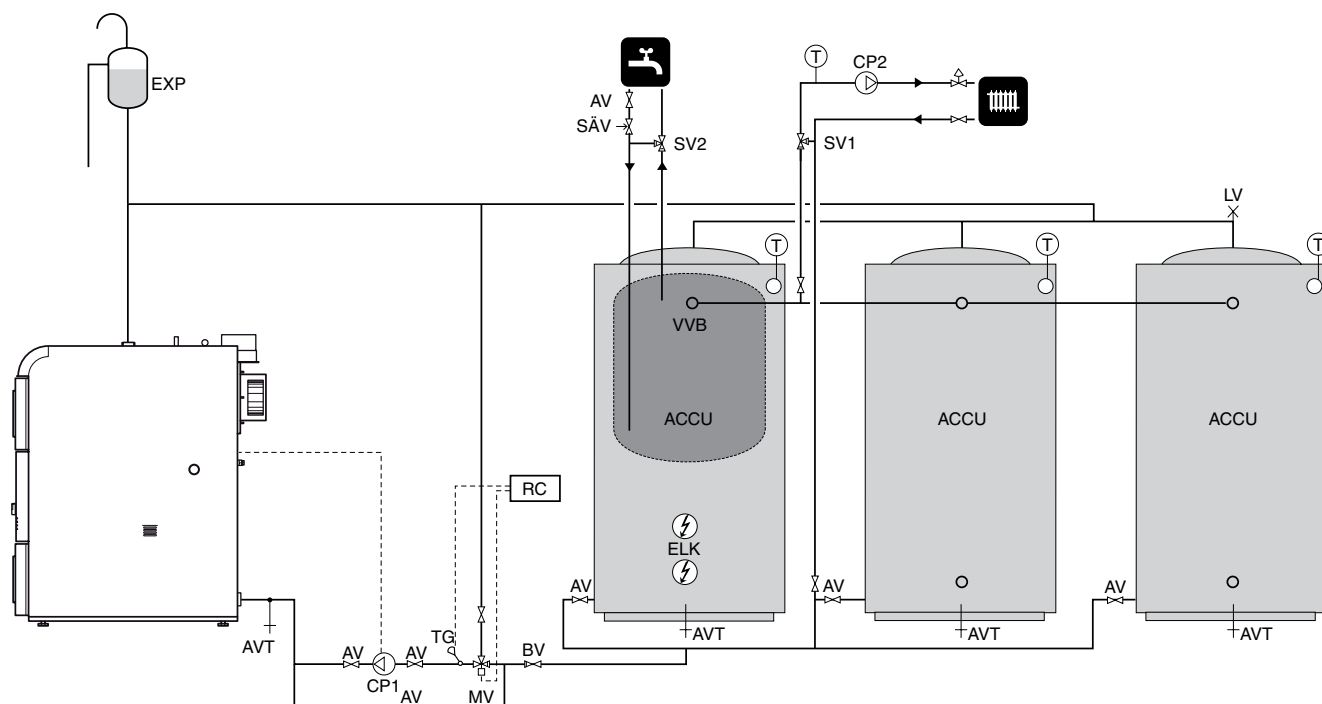 EXP
AV
SÄV
SV2
T
CP2
SV1
LV
T
T
T
VVB
ACCU
ACCU
ACCU
RC
ELK
AV
AV
AV
AVT
AVT
AVT
AVT
AV
CP1
AV
AV
TG
MV
BV